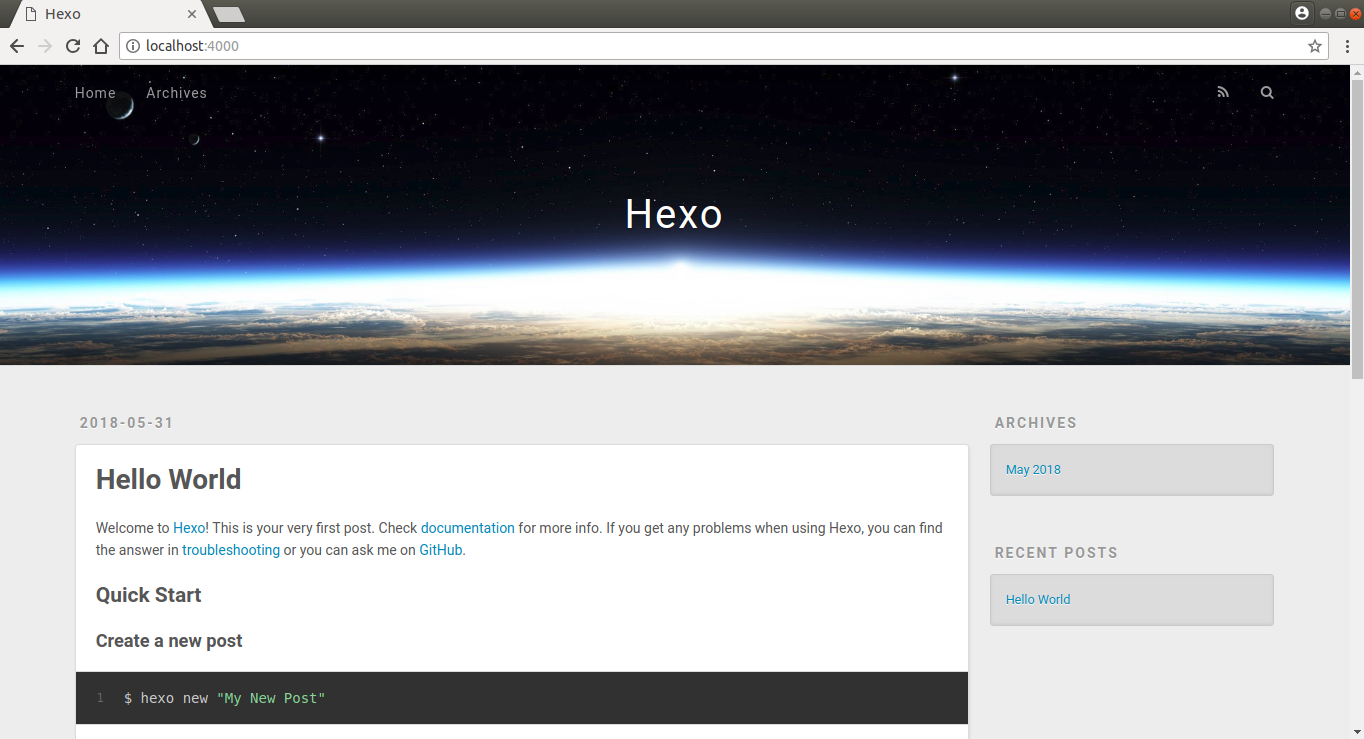 Hexo
localhost:4000
Home Archives
Hexo
2018-05-31
Hello World
Welcome to Hexo! This is your very first post. Check documentation for more info. If you get any problems when using Hexo, you can find
the answer in troubleshooting or you can ask me on GitHub.
Quick Start
Create a new post
1 $ hexo new "My New Post"
ARCHIVES
May 2018
RECENT POSTS
Hello World